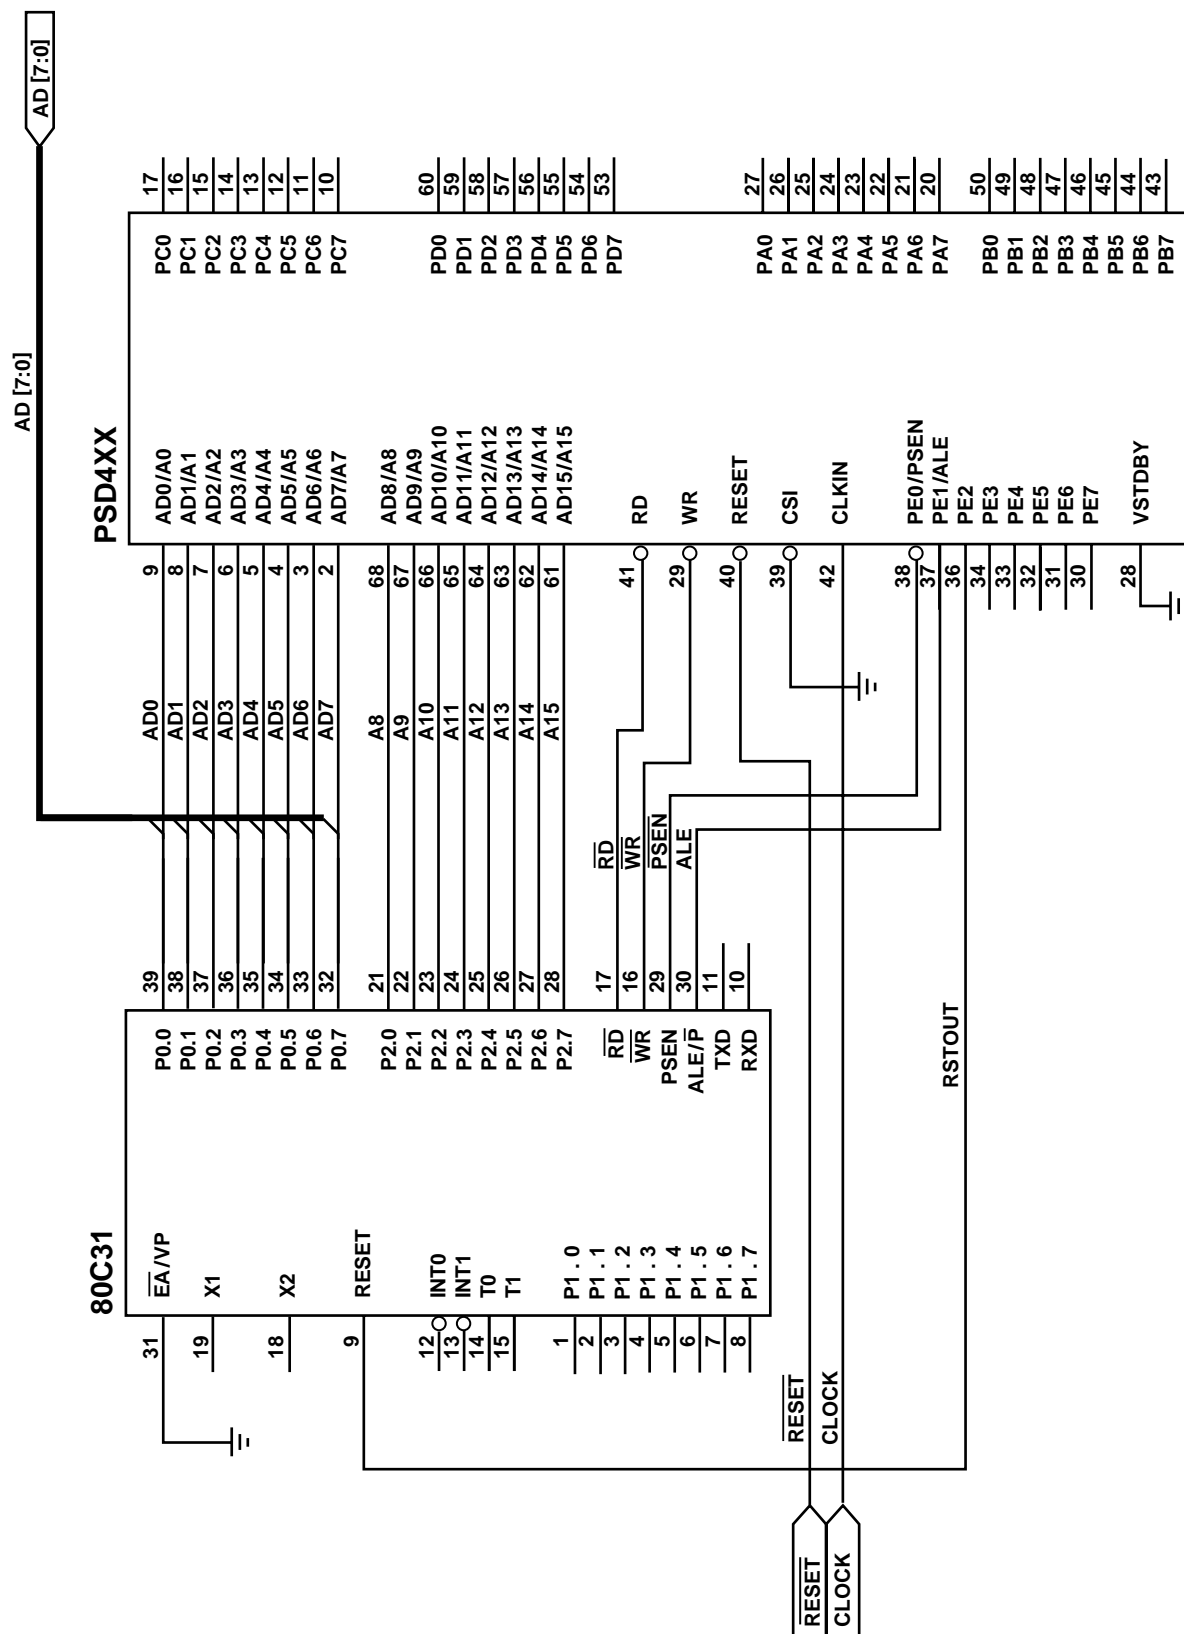 AD [7:0]
AD [7:0]
80C31
31
EA/VP
19
X1
18
X2
9
RESET
12
INT0
13
INT1
14
T0
15
T1
1
P1.0
2
P1.1
3
P1.2
4
P1.3
5
P1.4
6
P1.5
7
P1.6
8
P1.7
P0.0 39
P0.1 38
P0.2 37
P0.3 36
P0.4 35
P0.5 34
P0.6 33
P0.7 32
P2.0 21
P2.1 22
P2.2 23
P2.3 24
P2.4 25
P2.5 26
P2.6 27
P2.7 28
RD 17
WR 16
PSEN 29
ALE/P 30
TXD 11
RXD 10
AD0
AD1
AD2
AD3
AD4
AD5
AD6
AD7
A8
A9
A10
A11
A12
A13
A14
A15
RD
WR
PSEN
ALE
RESET
CLOCK
RSTOUT
RESET
CLOCK
PSD4XX
9 AD0/A0
8 AD1/A1
7 AD2/A2
6 AD3/A3
5 AD4/A4
4 AD5/A5
3 AD6/A6
2 AD7/A7
68 AD8/A8
67 AD9/A9
66 AD10/A10
65 AD11/A11
64 AD12/A12
63 AD13/A13
62 AD14/A14
61 AD15/A15
41 RD
29 WR
40 RESET
39 CSI
42 CLKIN
38 PE0/PSEN
37 PE1/ALE
36 PE2
34 PE3
33 PE4
32 PE5
31 PE6
30 PE7
28 VSTDBY
PC0 17
PC1 16
PC2 15
PC3 14
PC4 13
PC5 12
PC6 11
PC7 10
PD0 60
PD1 59
PD2 58
PD3 57
PD4 56
PD5 55
PD6 54
PD7 53
PA0 27
PA1 26
PA2 25
PA3 24
PA4 23
PA5 22
PA6 21
PA7 20
PB0 50
PB1 49
PB2 48
PB3 47
PB4 46
PB5 45
PB6 44
PB7 43